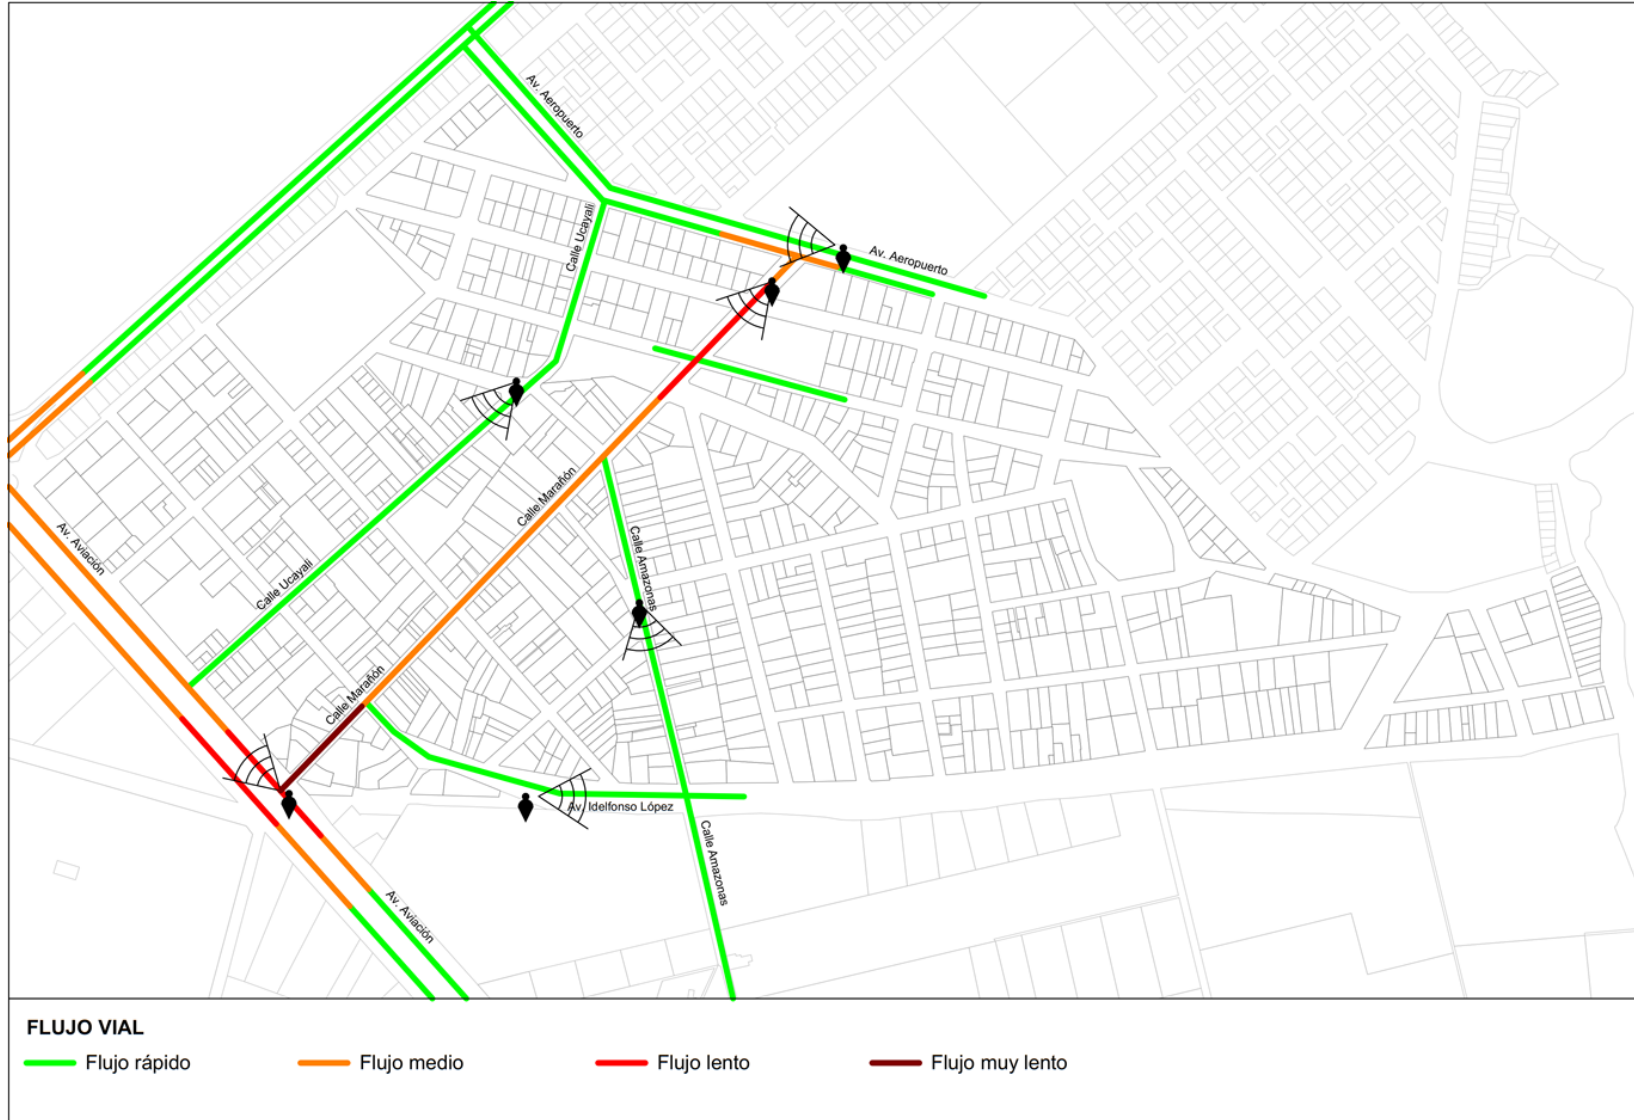 Av. Aeropuerto
Calle Ucayali
Av. Aeropuerto
Calle Marañón
Av. Aviación
Calle Amazonas
Calle Ucayali
Calle Marañón
Av. Idelfonso López
Calle Amazonas
Av. Aviación
FLUJO VIAL
Flujo rápido
Flujo medio
Flujo lento
Flujo muy lento